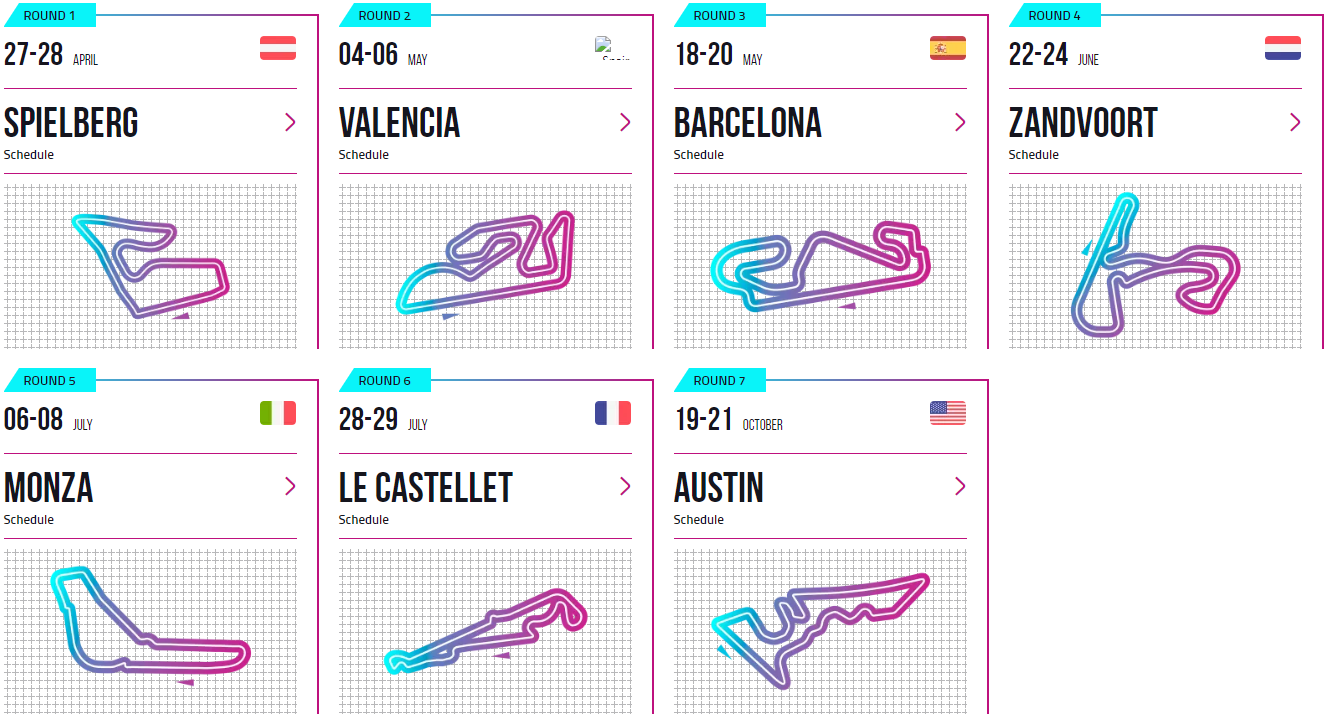 ROUND 1
27-28 APRIL
SPIELBERG
Schedule
ROUND 2
04-06 MAY
VALENCIA
Schedule
ROUND 3
18-20 MAY
BARCELONA
Schedule
ROUND 4
22-24 JUNE
ZANDVOORT
Schedule
ROUND 5
06-08 JULY
MONZA
Schedule
ROUND 6
28-29 JULY
LE CASTELLET
Schedule
ROUND 7
19-21 OCTOBER
AUSTIN
Schedule